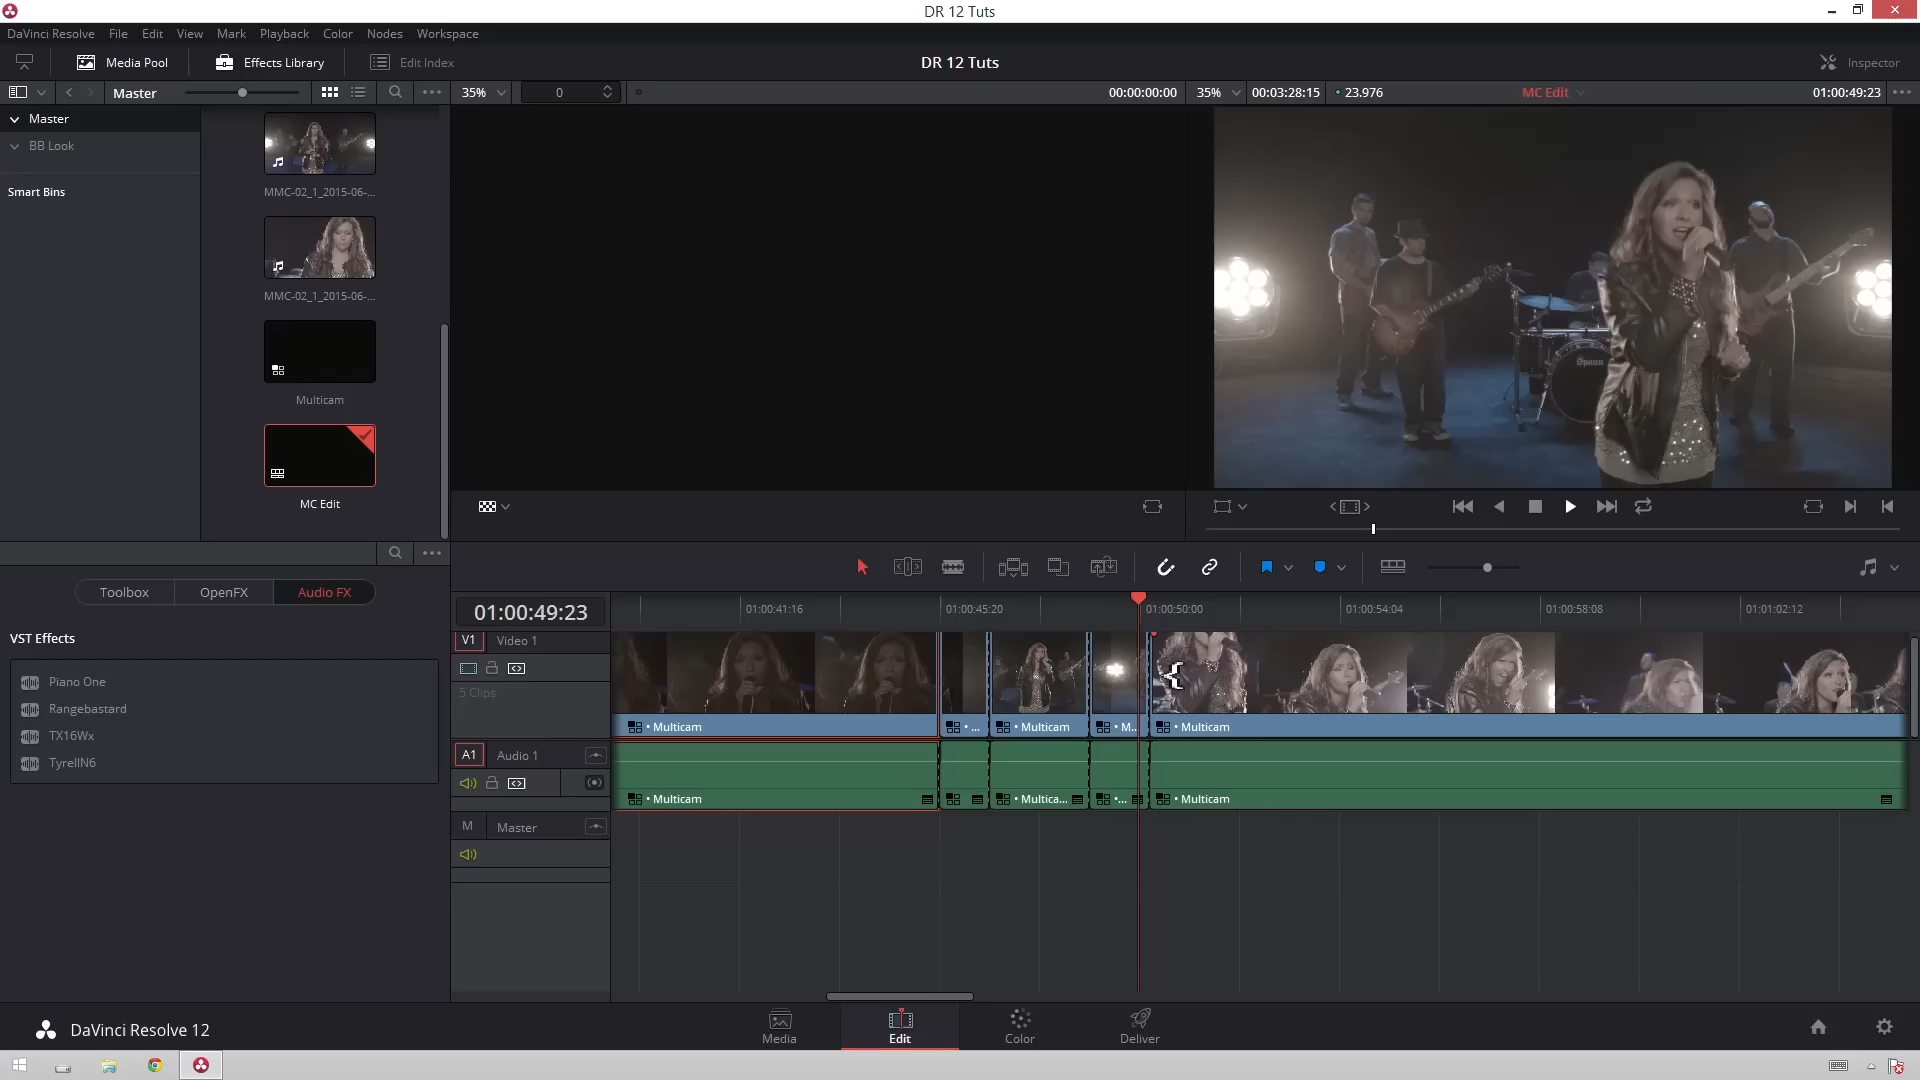 DR 12 Tuts
DaVinci Resolve File Edit View Mark Playback Color Nodes Workspace
Media Pool Effects Library Edit Index DR 12 Tuts Inspector
Master 35% 0 00:00:00:00 35% 00:03:28:15 23.976 MC Edit 01:00:49:23
Master
BB Look
Smart Bins
MMC-02_1_2015-06-...
MMC-02_1_2015-06-...
Multicam
MC Edit
Toolbox OpenFX Audio FX
VST Effects
Piano One
Rangebastard
TX16Wx
TyrellN6
01:00:49:23 01:00:41:16 01:00:45:20 01:00:50:00 01:00:54:04 01:00:58:08 01:01:02:12
V1 Video 1
5 Clips
• Multicam • ... • Multicam • M... • Multicam
A1 Audio 1
• Multicam • Multica... •... • Multicam
M Master
DaVinci Resolve 12
Media Edit Color Deliver